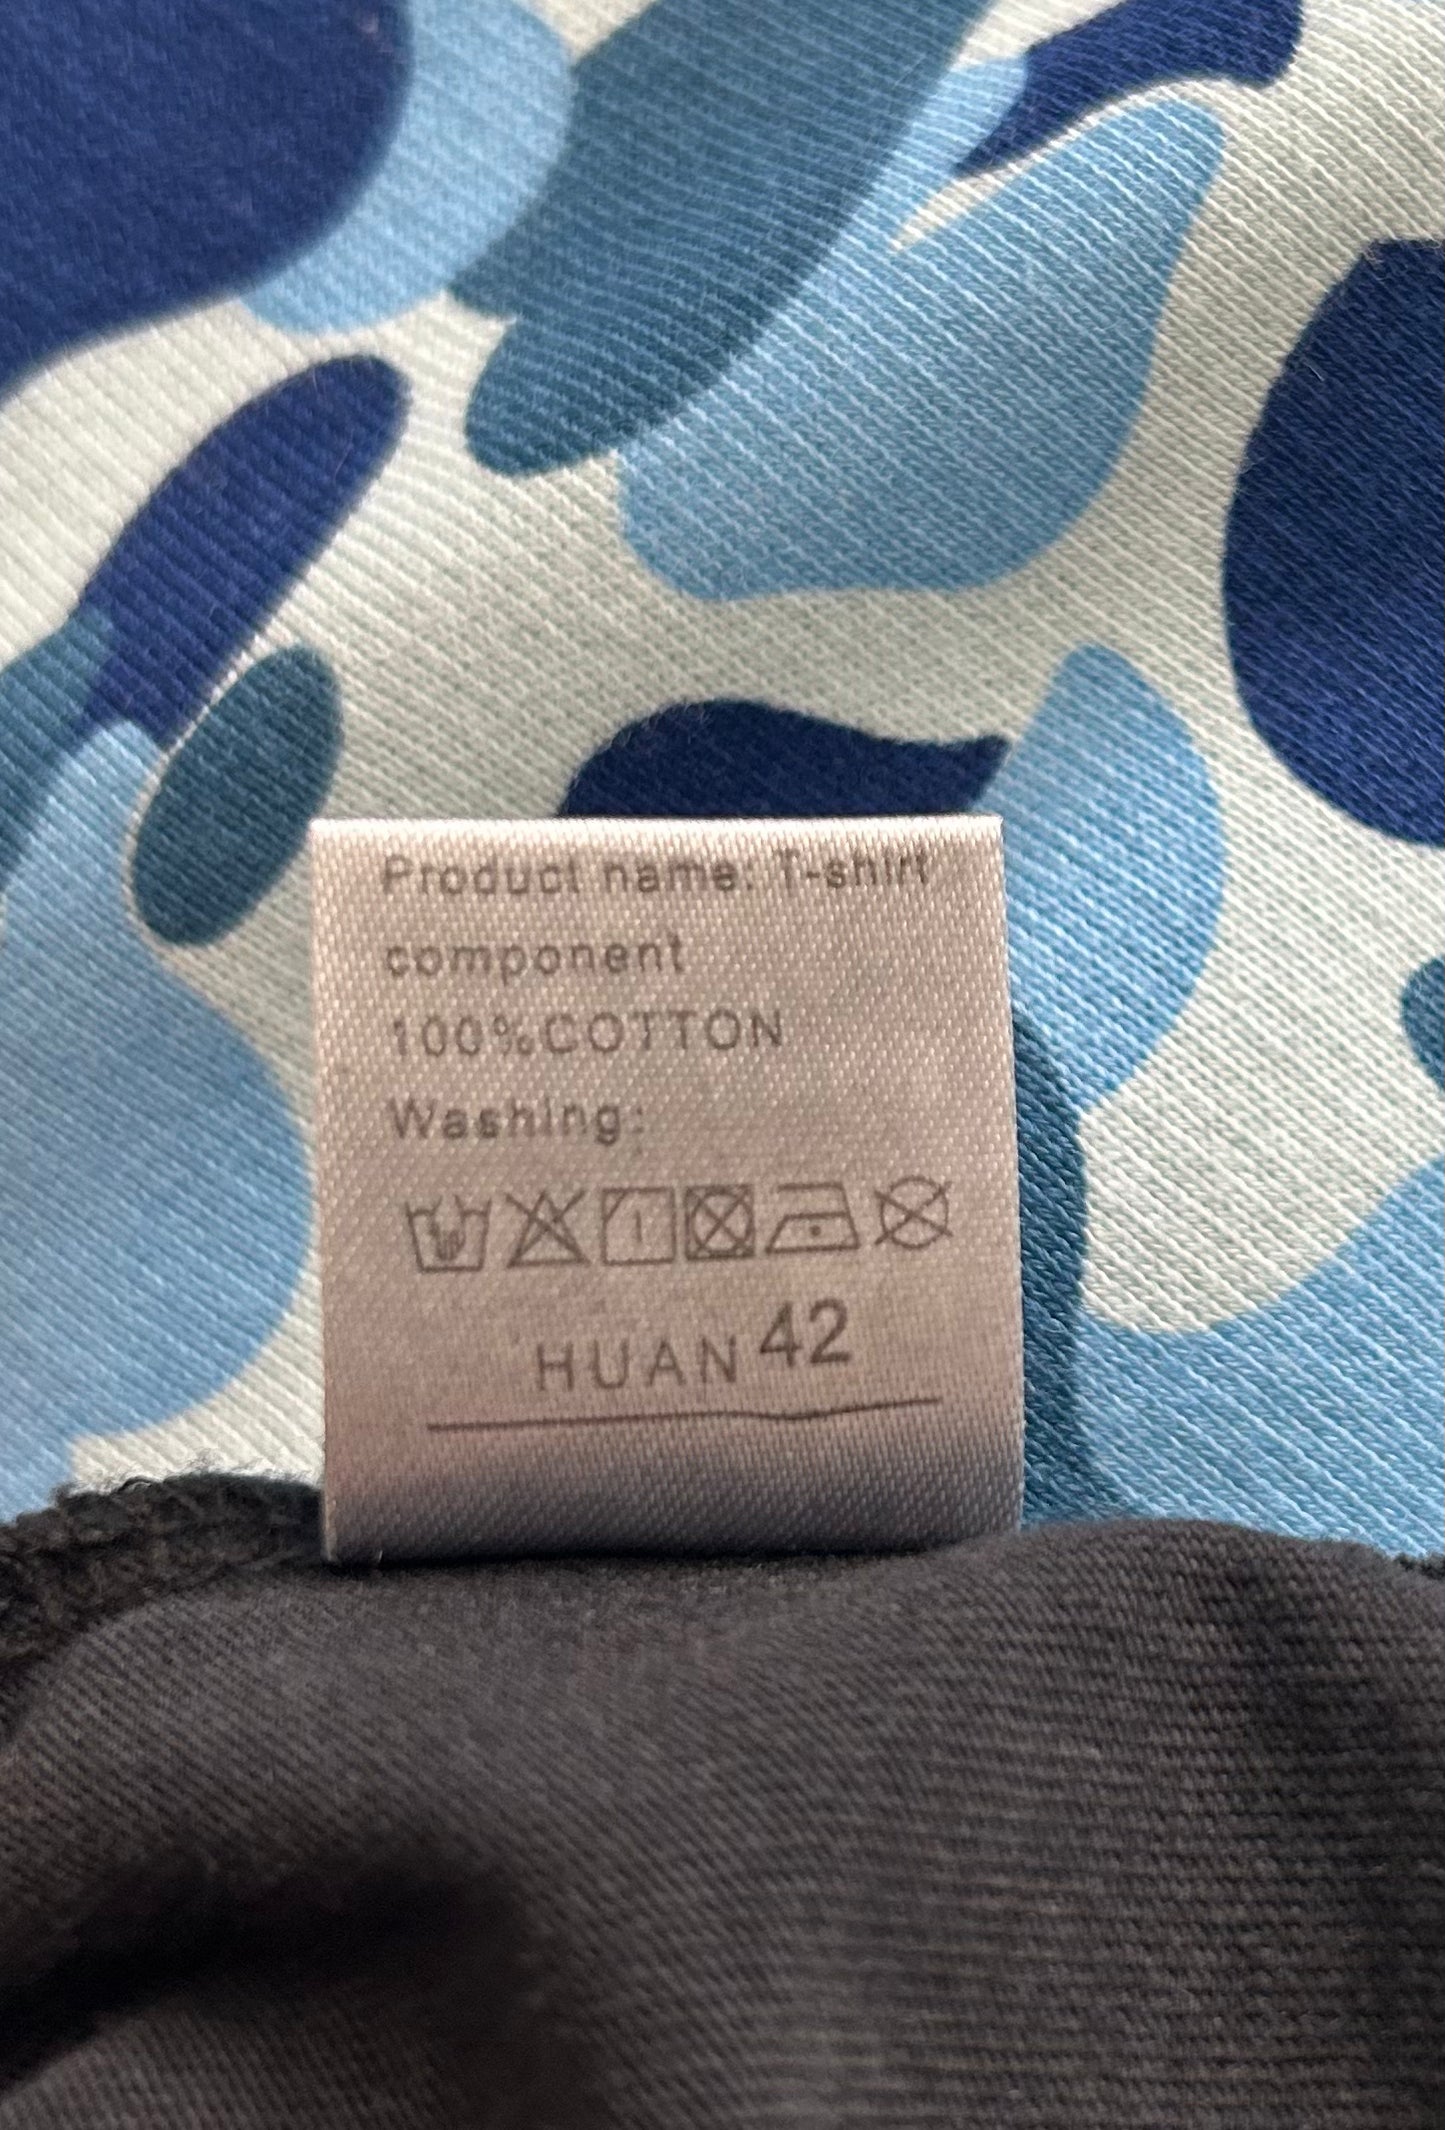 Product name: T-shirt
component
100%COTTON
Washing:
HUAN 42